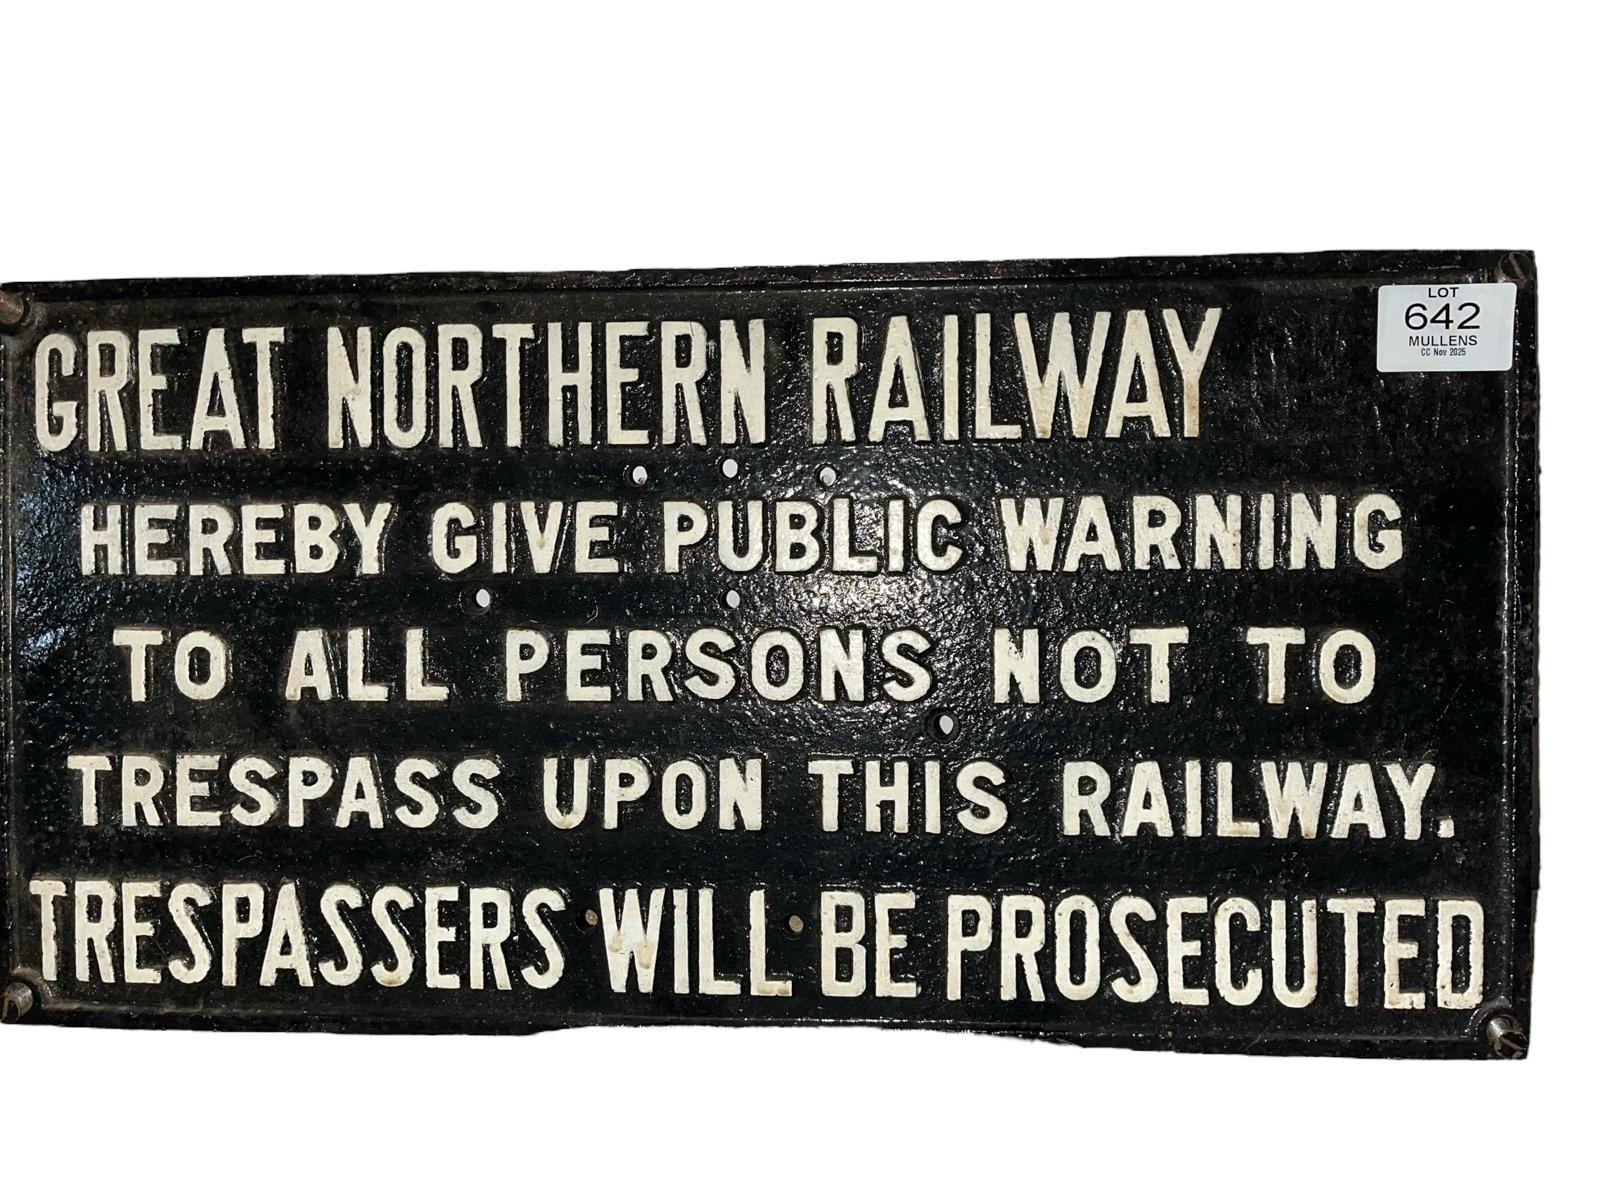 LOT
642
MULLENS
CC Nov 2025
GREAT NORTHERN RAILWAY
HEREBY GIVE PUBLIC WARNING
TO ALL PERSONS NOT TO
TRESPASS UPON THIS RAILWAY.
TRESPASSERS WILL BE PROSECUTED